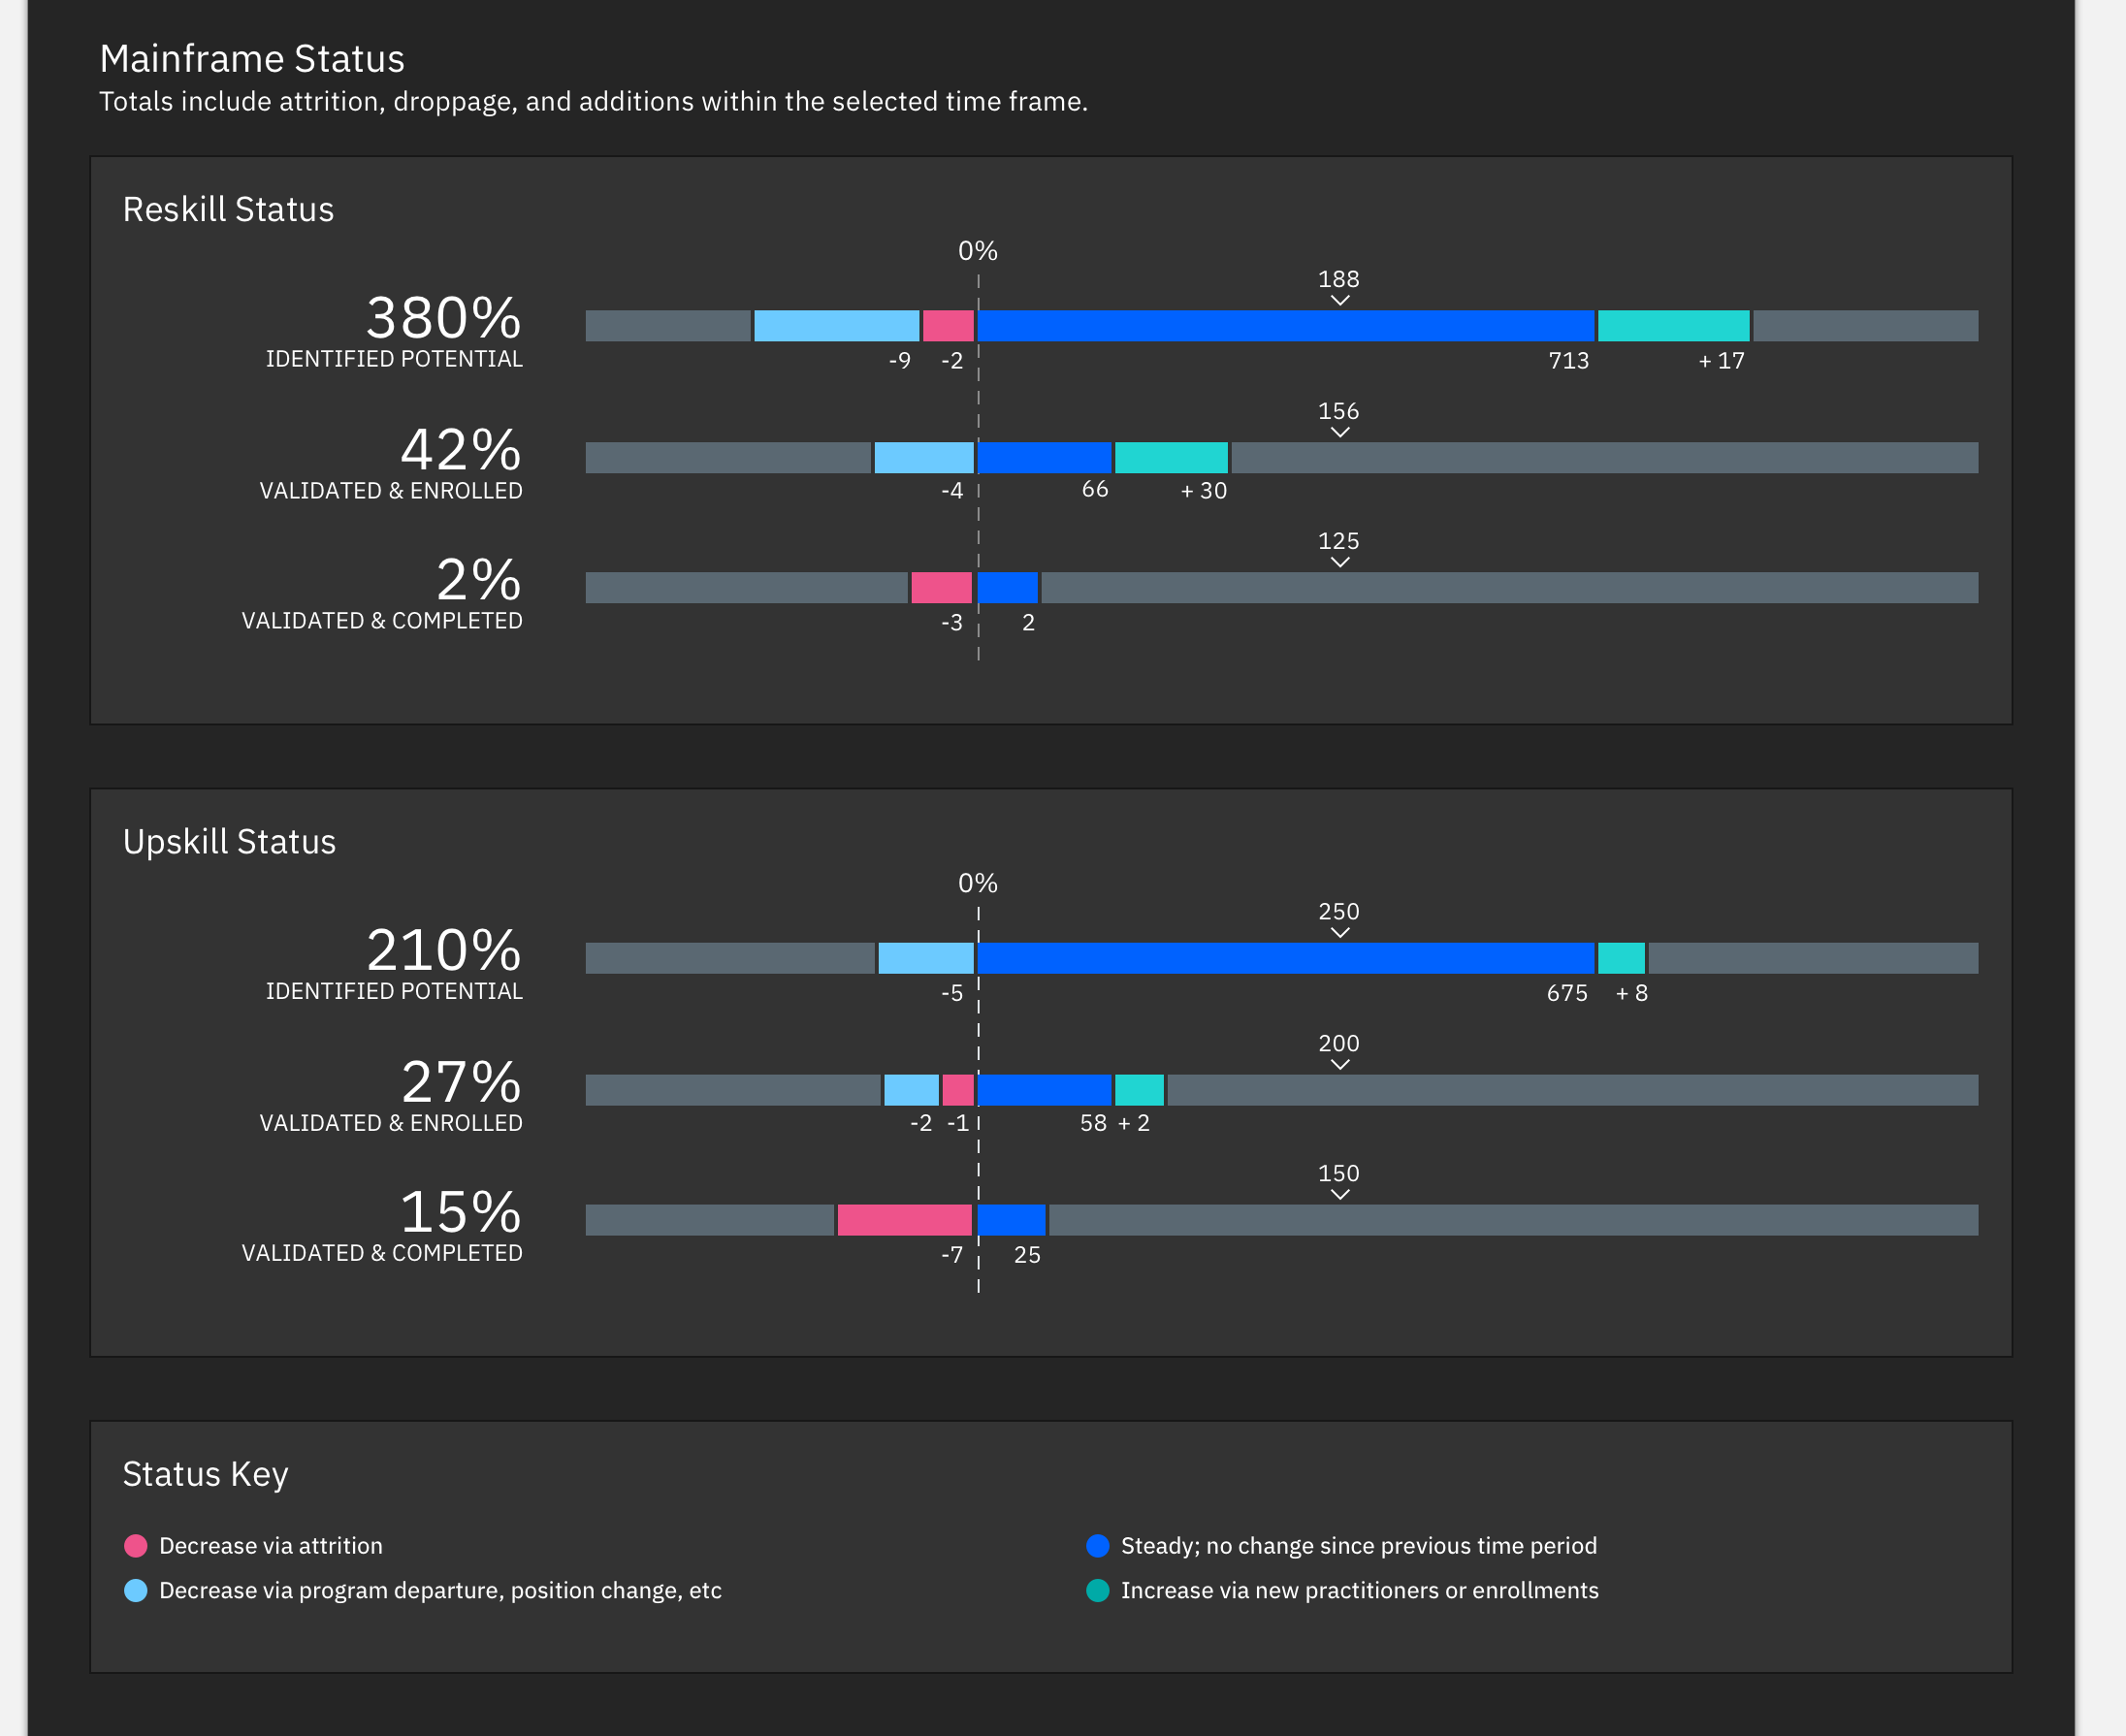 Mainframe Status
Totals include attrition, droppage, and additions within the selected time frame.
Reskill Status
0%
188
380%
IDENTIFIED POTENTIAL
-9 -2 713 + 17
156
42%
VALIDATED & ENROLLED
-4 66 + 30
125
2%
VALIDATED & COMPLETED
-3 2
Upskill Status
0%
250
210%
IDENTIFIED POTENTIAL
-5 675 + 8
200
27%
VALIDATED & ENROLLED
-2 -1 58 + 2
150
15%
VALIDATED & COMPLETED
-7 25
Status Key
Decrease via attrition
Decrease via program departure, position change, etc
Steady; no change since previous time period
Increase via new practitioners or enrollments